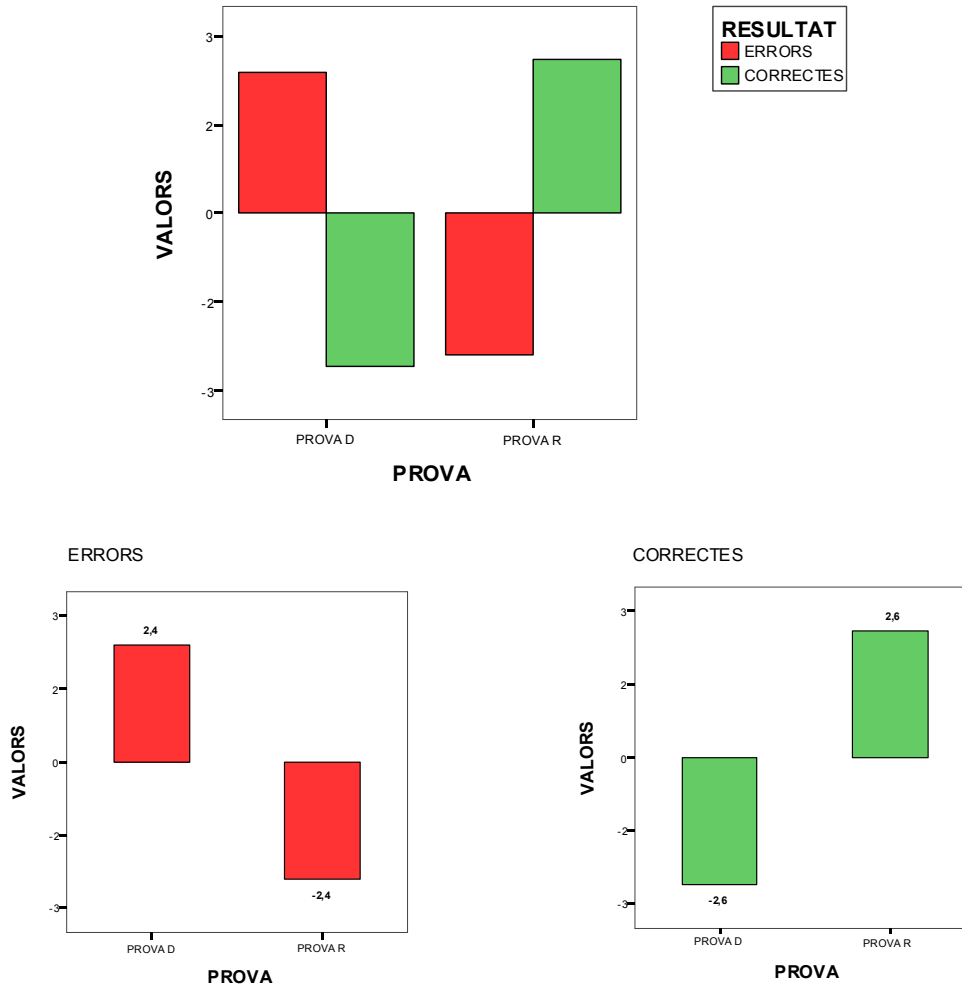 RESULTAT
ERRORS
CORRECTES
VALORS
3
2
0
-2
-3
PROVA D
PROVA R
PROVA
ERRORS
VALORS
3
2
0
-2
-3
2,4
-2,4
PROVA D
PROVA R
PROVA
CORRECTES
VALORS
3
2
0
-2
-3
2,6
-2,6
PROVA D
PROVA R
PROVA